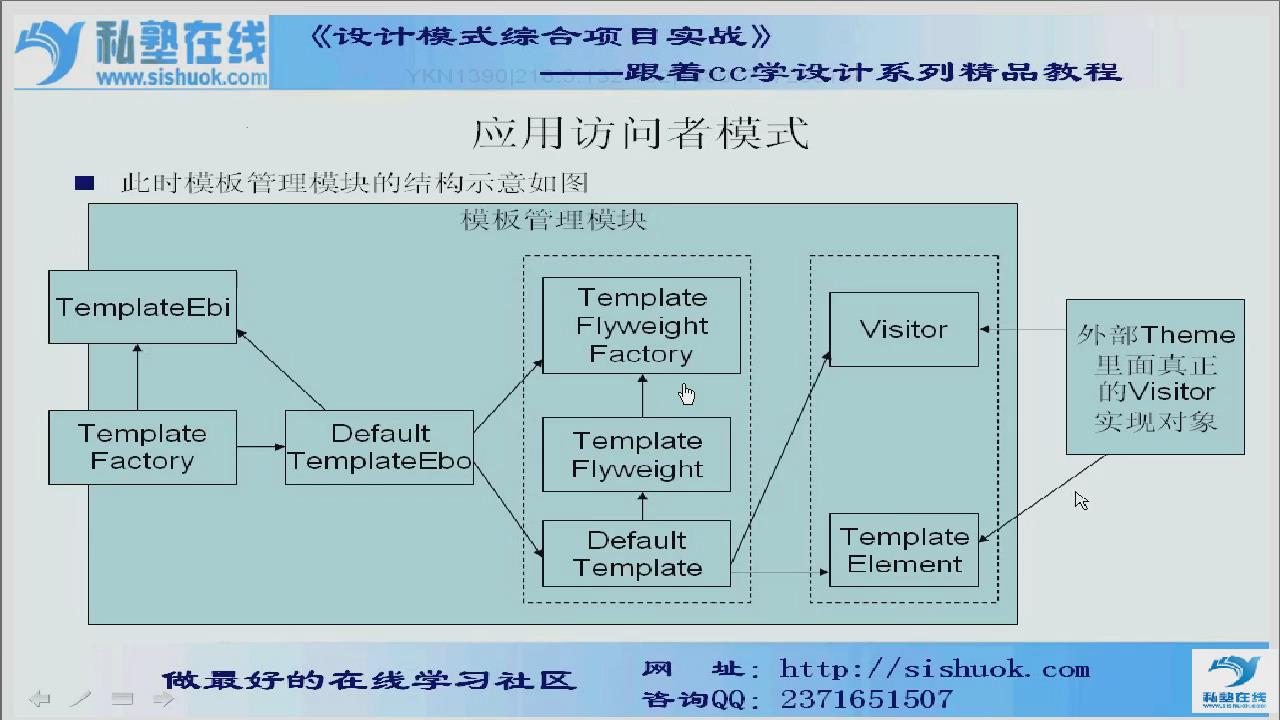 私塾在线
www.sishuok.com
《设计模式综合项目实战》
——跟着cc学设计系列精品教程
应用访问者模式
此时模板管理模块的结构示意如图
模板管理模块
TemplateEbi
Template
Factory
Default
TemplateEbo
Template
Flyweight
Factory
Template
Flyweight
Default
Template
Visitor
Template
Element
外部Theme
里面真正
的Visitor
实现对象
做最好的在线学习社区
网 址: http://sishuok.com
咨询QQ: 2371651507
私塾在线